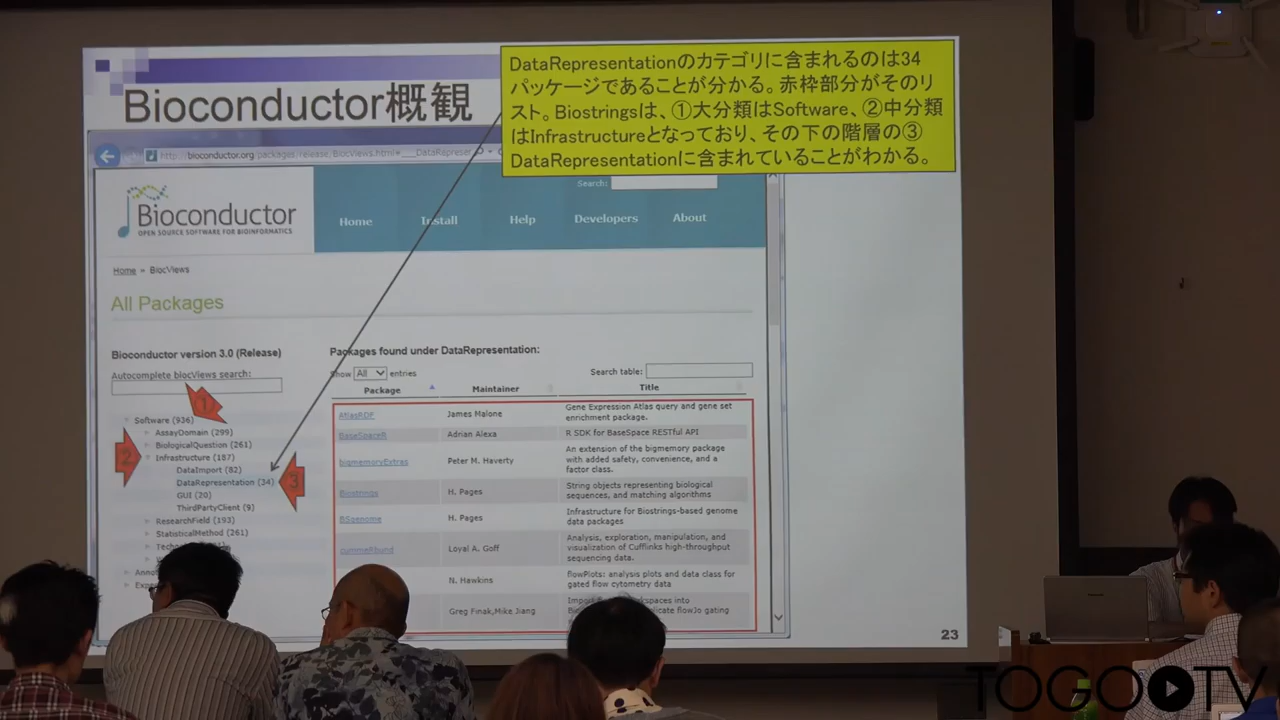 Bioconductor概観
DataRepresentationのカテゴリに含まれるのは34
パッケージであることが分かる。赤枠部分がそのリ
スト。Biostringsは、①大分類はSoftware、②中分類
はInfrastructureとなっており、その下の階層の③
DataRepresentationに含まれていることがわかる。
http://bioconductor.org/packages/release/BiocViews.html#___DataRepreser
Search:
Bioconductor
OPEN SOURCE SOFTWARE FOR BIOINFORMATICS
Home Install Help Developers About
Home » BiocViews
All Packages
Bioconductor version 3.0 (Release)
Autocomplete biocViews search:
①
Software (936)
AssayDomain (299)
BiologicalQuestion (261)
②
Infrastructure (187)
DataImport (82)
DataRepresentation (34)
③
GUI (20)
ThirdPartyClient (9)
ResearchField (193)
StatisticalMethod (261)
Packages found under DataRepresentation:
Show All entries
Search table:
Package Maintainer Title
AtlasRDF James Malone Gene Expression Atlas query and gene set
enrichment package.
BaseSpaceR Adrian Alexa R SDK for BaseSpace RESTful API
bigmemoryExtras Peter M. Haverty An extension of the bigmemory package
with added safety, convenience, and a
factor class.
Biostrings H. Pages String objects representing biological
sequences, and matching algorithms
BSgenome H. Pages Infrastructure for Biostrings-based genome
data packages
cummeRbund Loyal A. Goff Analysis, exploration, manipulation, and
visualization of Cufflinks high-throughput
sequencing data.
N. Hawkins flowPlots: analysis plots and data class for
gated flow cytometry data
Greg Finak,Mike Jiang
flowJo gating
23
TOGOTV